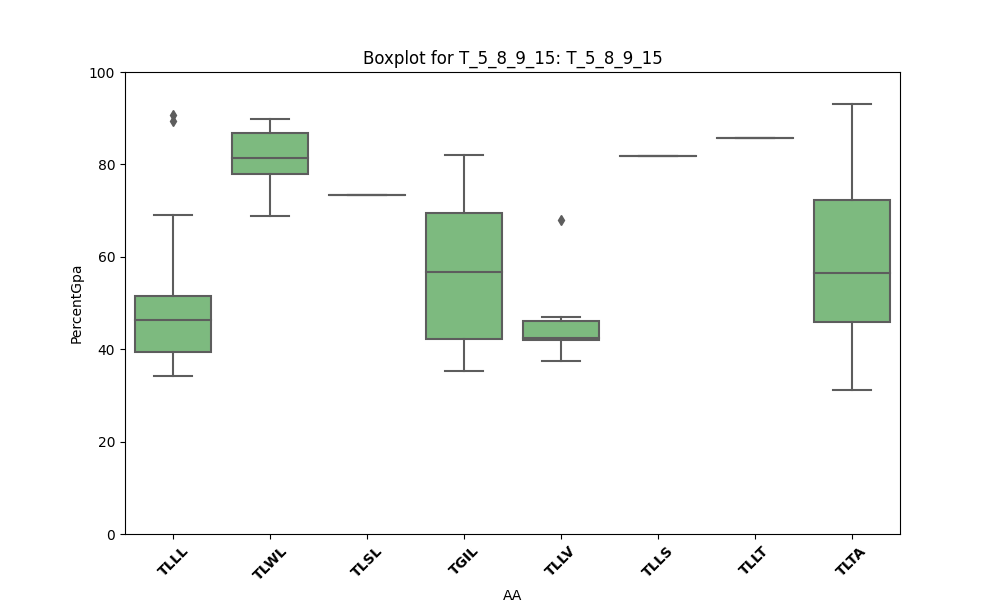 Boxplot for T_5_8_9_15: T_5_8_9_15
100
80
60
40
20
0
PercentGpa
TLLL
TLWL
TLSL
TGIL
TLLV
TLLS
TLLT
TLTA
AA